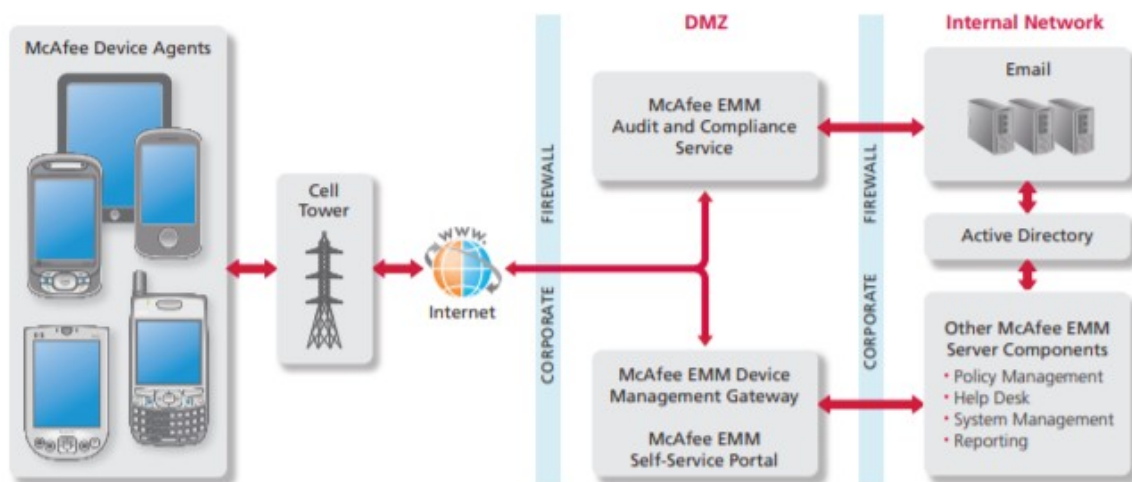 McAfee Device Agents
Cell
Tower
WWW.
Internet
CORPORATE FIREWALL
DMZ
McAfee EMM
Audit and Compliance
Service
McAfee EMM Device
Management Gateway
McAfee EMM
Self-Service Portal
CORPORATE FIREWALL
Internal Network
Email
Active Directory
Other McAfee EMM
Server Components
• Policy Management
• Help Desk
• System Management
• Reporting